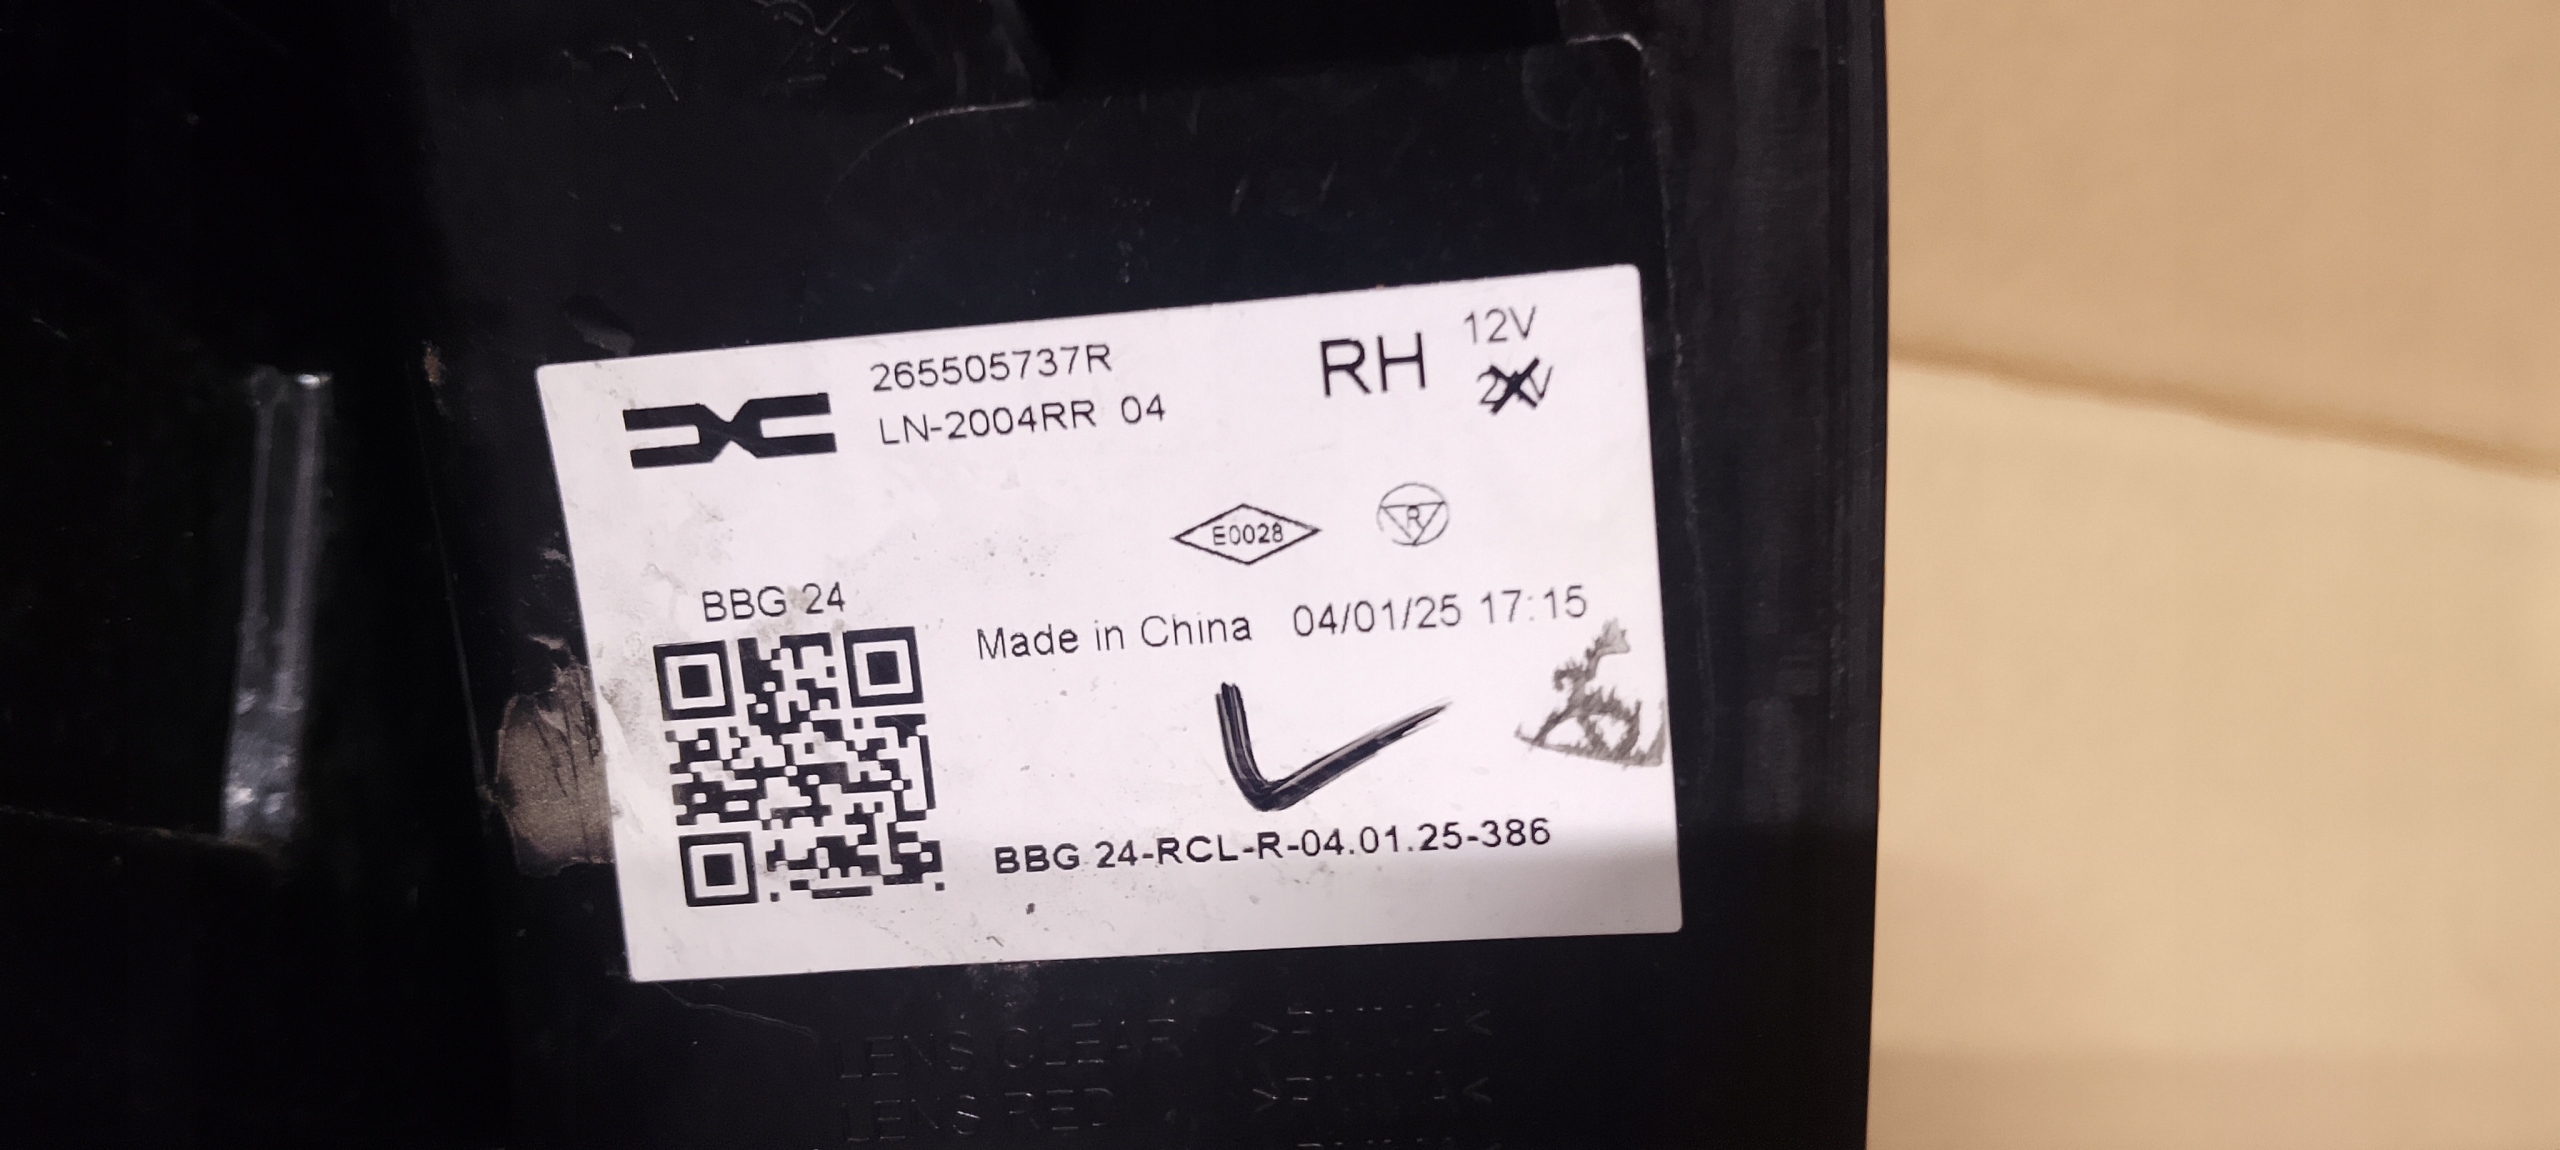 265505737R
LN-2004RR 04
RH
12V
E0028
R
BBG 24
Made in China 04/01/25 17:15
BBG 24-RCL-R-04.01.25-386
LENS CLEAR
LENS RED